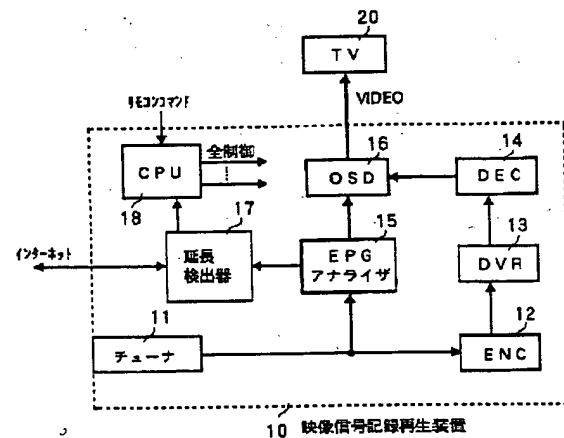 20
TV
VIDEO
リモコンコマンド
CPU
全制御
18
16
OSD
14
DEC
17
延長
検出器
インターネット
15
EPG
アナライザ
13
DVR
11
チューナ
12
ENC
10 映像信号記録再生装置